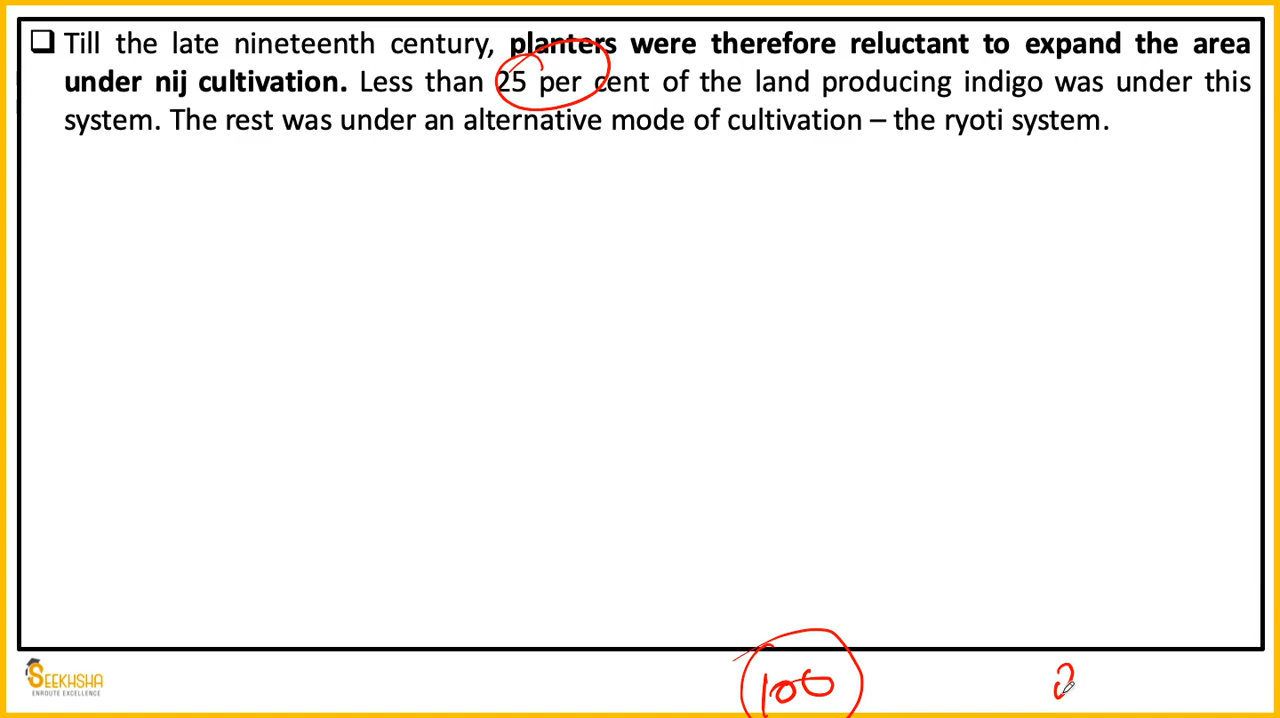 Till the late nineteenth century, planters were therefore reluctant to expand the area
under nij cultivation. Less than 25 per cent of the land producing indigo was under this
system. The rest was under an alternative mode of cultivation – the ryoti system.
100
SEEKHSHA
ENROUTE EXCELLENCE